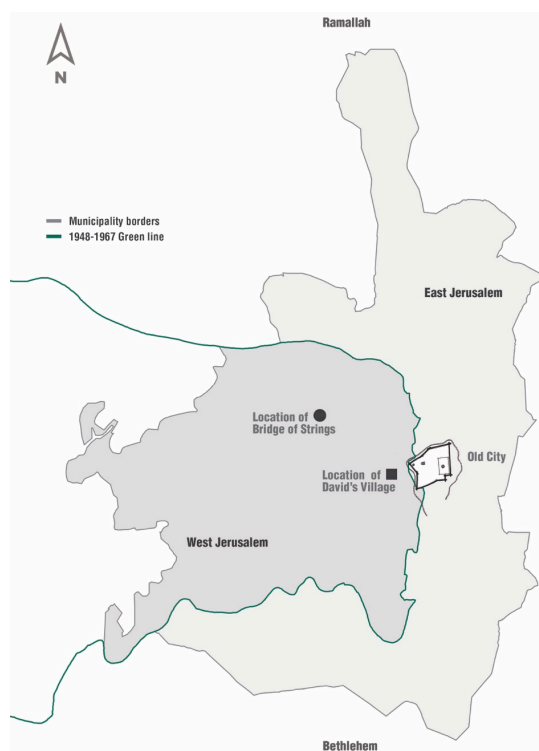 Ramallah
N
Municipality borders
1948-1967 Green line
East Jerusalem
Location of
Bridge of Strings
Old City
Location of
David's Village
West Jerusalem
Bethlehem